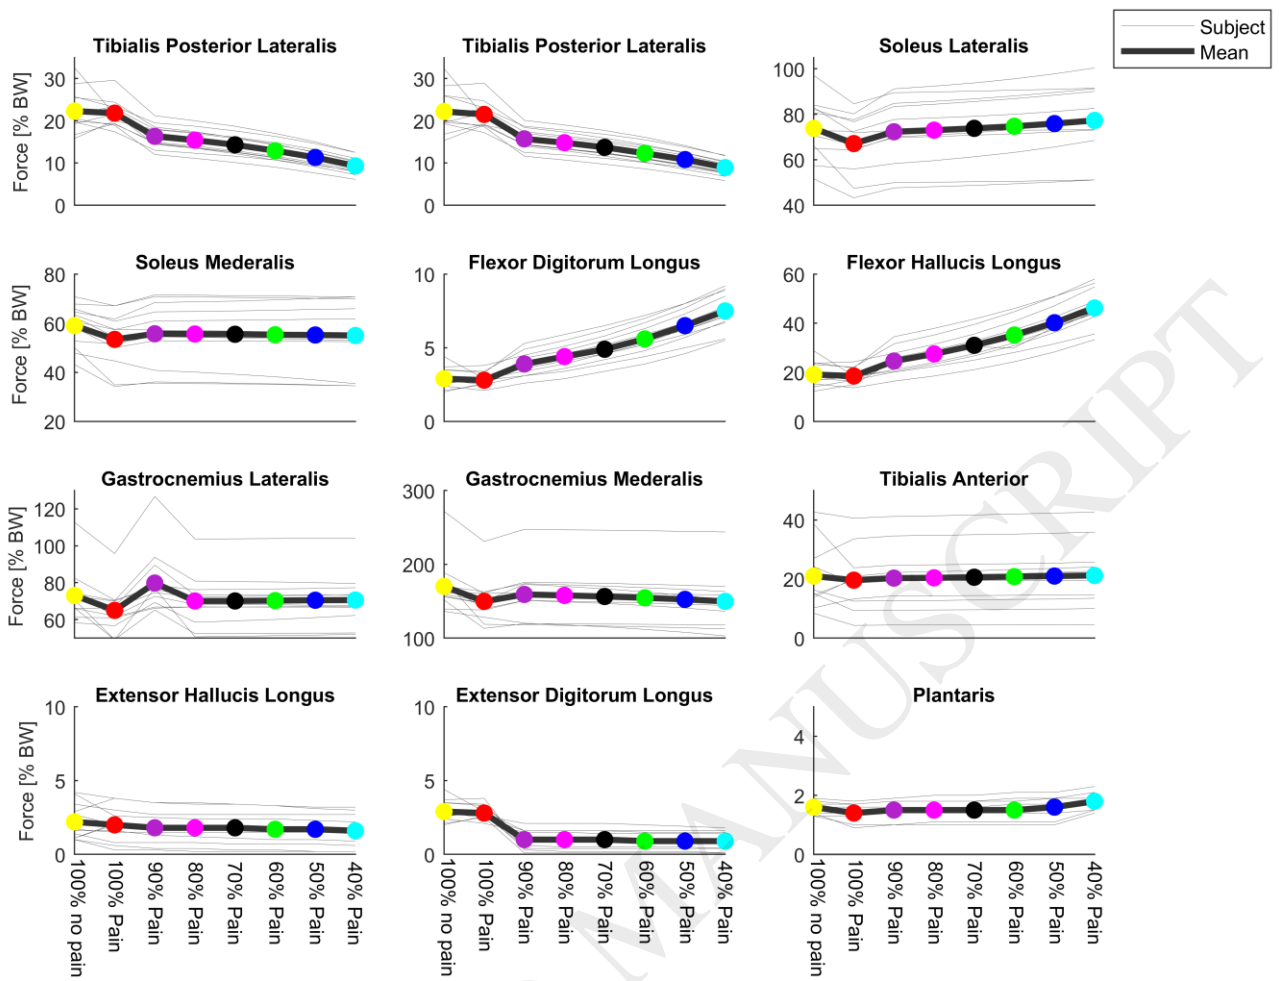 Subject
Mean
Tibialis Posterior Lateralis
Force [% BW]
30
20
10
0
Tibialis Posterior Lateralis
30
20
10
0
Soleus Lateralis
100
80
60
40
Soleus Mederalis
Force [% BW]
80
60
40
20
Flexor Digitorum Longus
10
5
0
Flexor Hallucis Longus
60
40
20
0
Gastrocnemius Lateralis
Force [% BW]
120
100
80
60
Gastrocnemius Mederalis
300
200
100
Tibialis Anterior
40
20
0
Extensor Hallucis Longus
Force [% BW]
10
5
0
100% no pain
100% Pain
90% Pain
80% Pain
70% Pain
60% Pain
50% Pain
40% Pain
Extensor Digitorum Longus
10
5
0
100% no pain
100% Pain
90% Pain
80% Pain
70% Pain
60% Pain
50% Pain
40% Pain
Plantaris
4
2
0
100% no pain
100% Pain
90% Pain
80% Pain
70% Pain
60% Pain
50% Pain
40% Pain
MANUSCRIPT